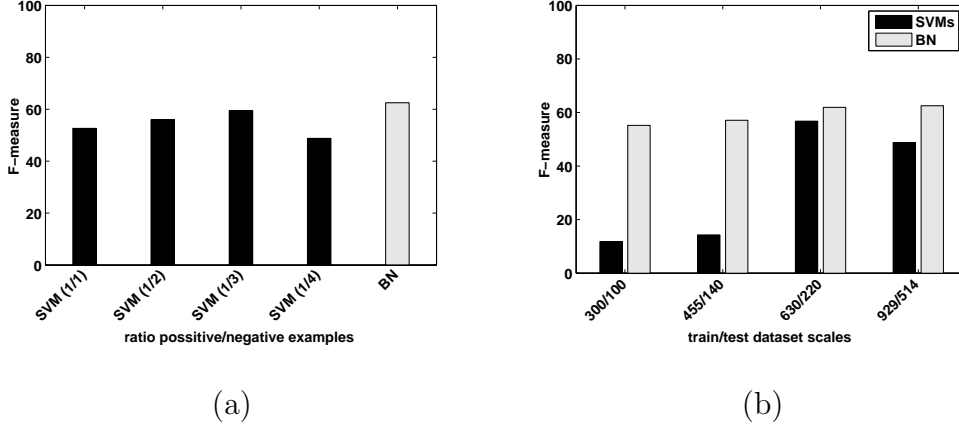 100
80
60
40
20
0
F−measure
SVM (1/1)
SVM (1/2)
SVM (1/3)
SVM (1/4)
BN
ratio possitive/negative examples
(a)
100
80
60
40
20
0
F−measure
SVMs
BN
300/100
455/140
630/220
929/514
train/test dataset scales
(b)